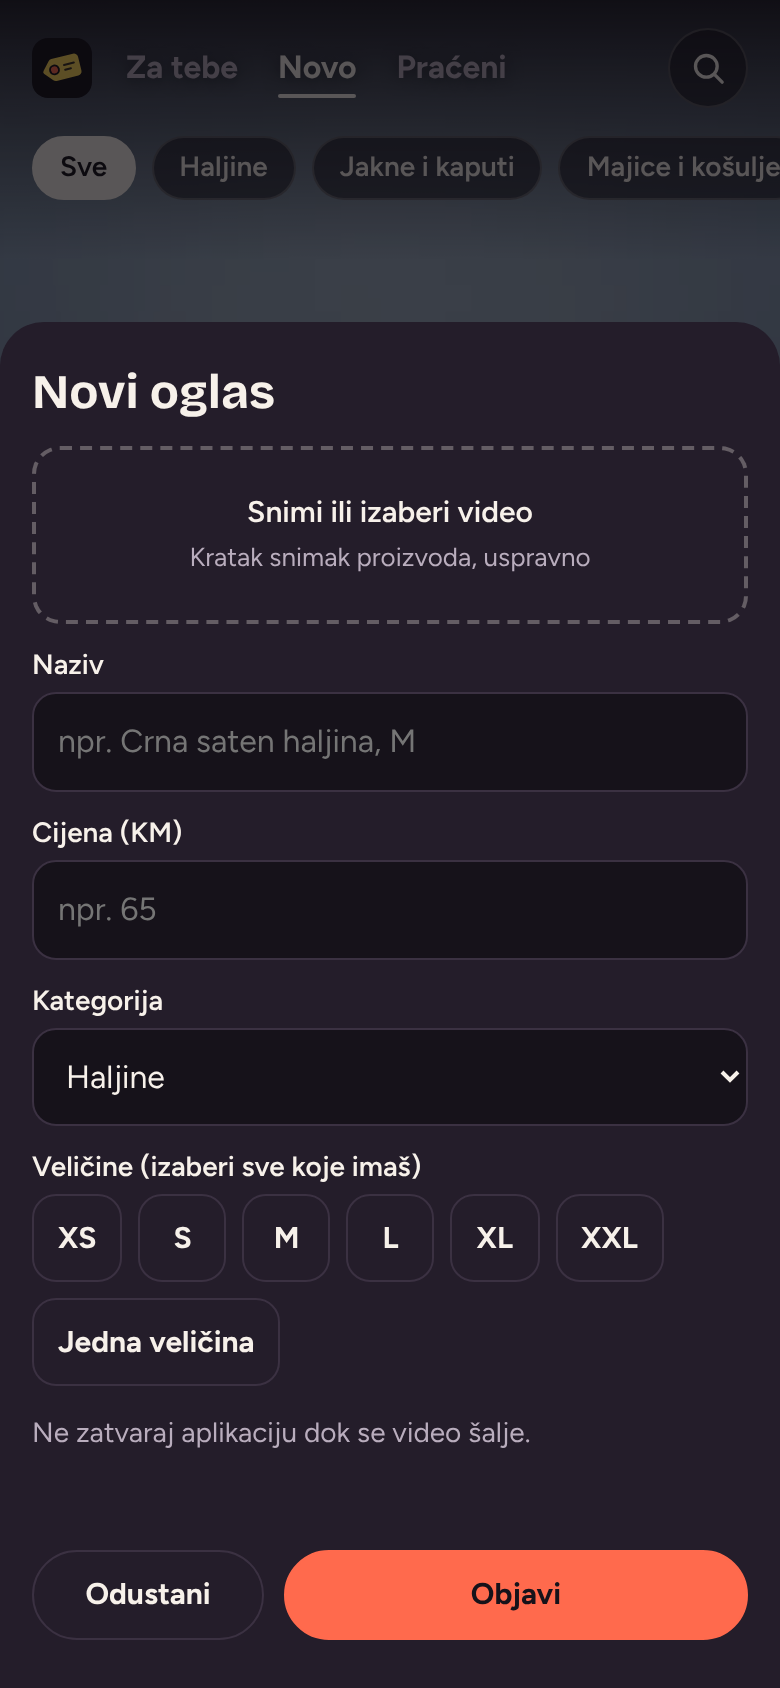 Za tebe Novo Praćeni
Sve Haljine Jakne i kaputi Majice i košulje
Novi oglas
Snimi ili izaberi video
Kratak snimak proizvoda, uspravno
Naziv
npr. Crna saten haljina, M
Cijena (KM)
npr. 65
Kategorija
Haljine
Veličine (izaberi sve koje imaš)
XS S M L XL XXL
Jedna veličina
Ne zatvaraj aplikaciju dok se video šalje.
Odustani Objavi